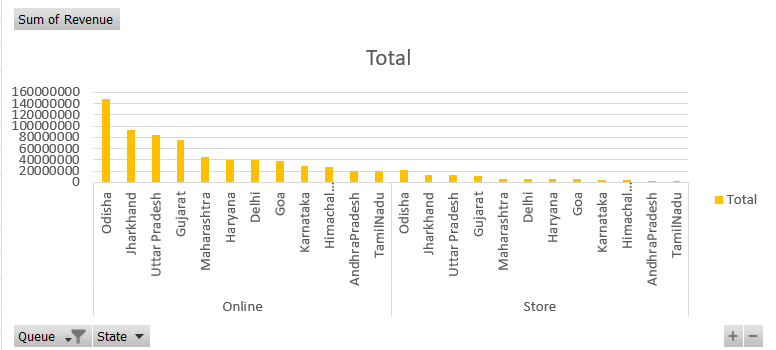 Sum of Revenue
Total
160000000
140000000
120000000
100000000
80000000
60000000
40000000
20000000
0
Odisha
Jharkhand
Uttar Pradesh
Gujarat
Maharashtra
Haryana
Delhi
Goa
Karnataka
Himachal...
AndhraPradesh
TamilNadu
Odisha
Jharkhand
Uttar Pradesh
Gujarat
Maharashtra
Delhi
Haryana
Goa
Karnataka
Himachal...
AndhraPradesh
TamilNadu
Online
Store
Total
Queue
State